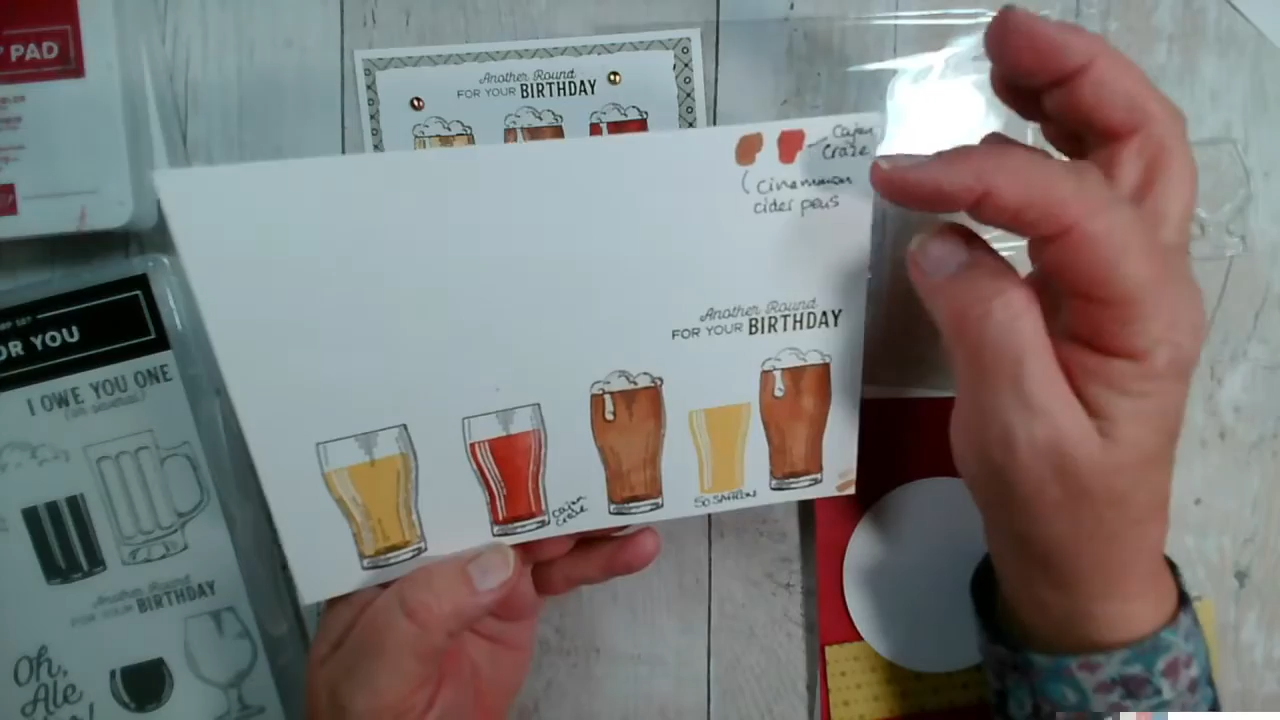 PAD
Another Round
FOR YOUR BIRTHDAY
Cajun
Craze
cinammon
cider pens
Another Round
FOR YOUR BIRTHDAY
cajun
craze
SO SAFFRON
OR YOU
I OWE YOU ONE
Another Round
FOR YOUR BIRTHDAY
Oh,
Ale